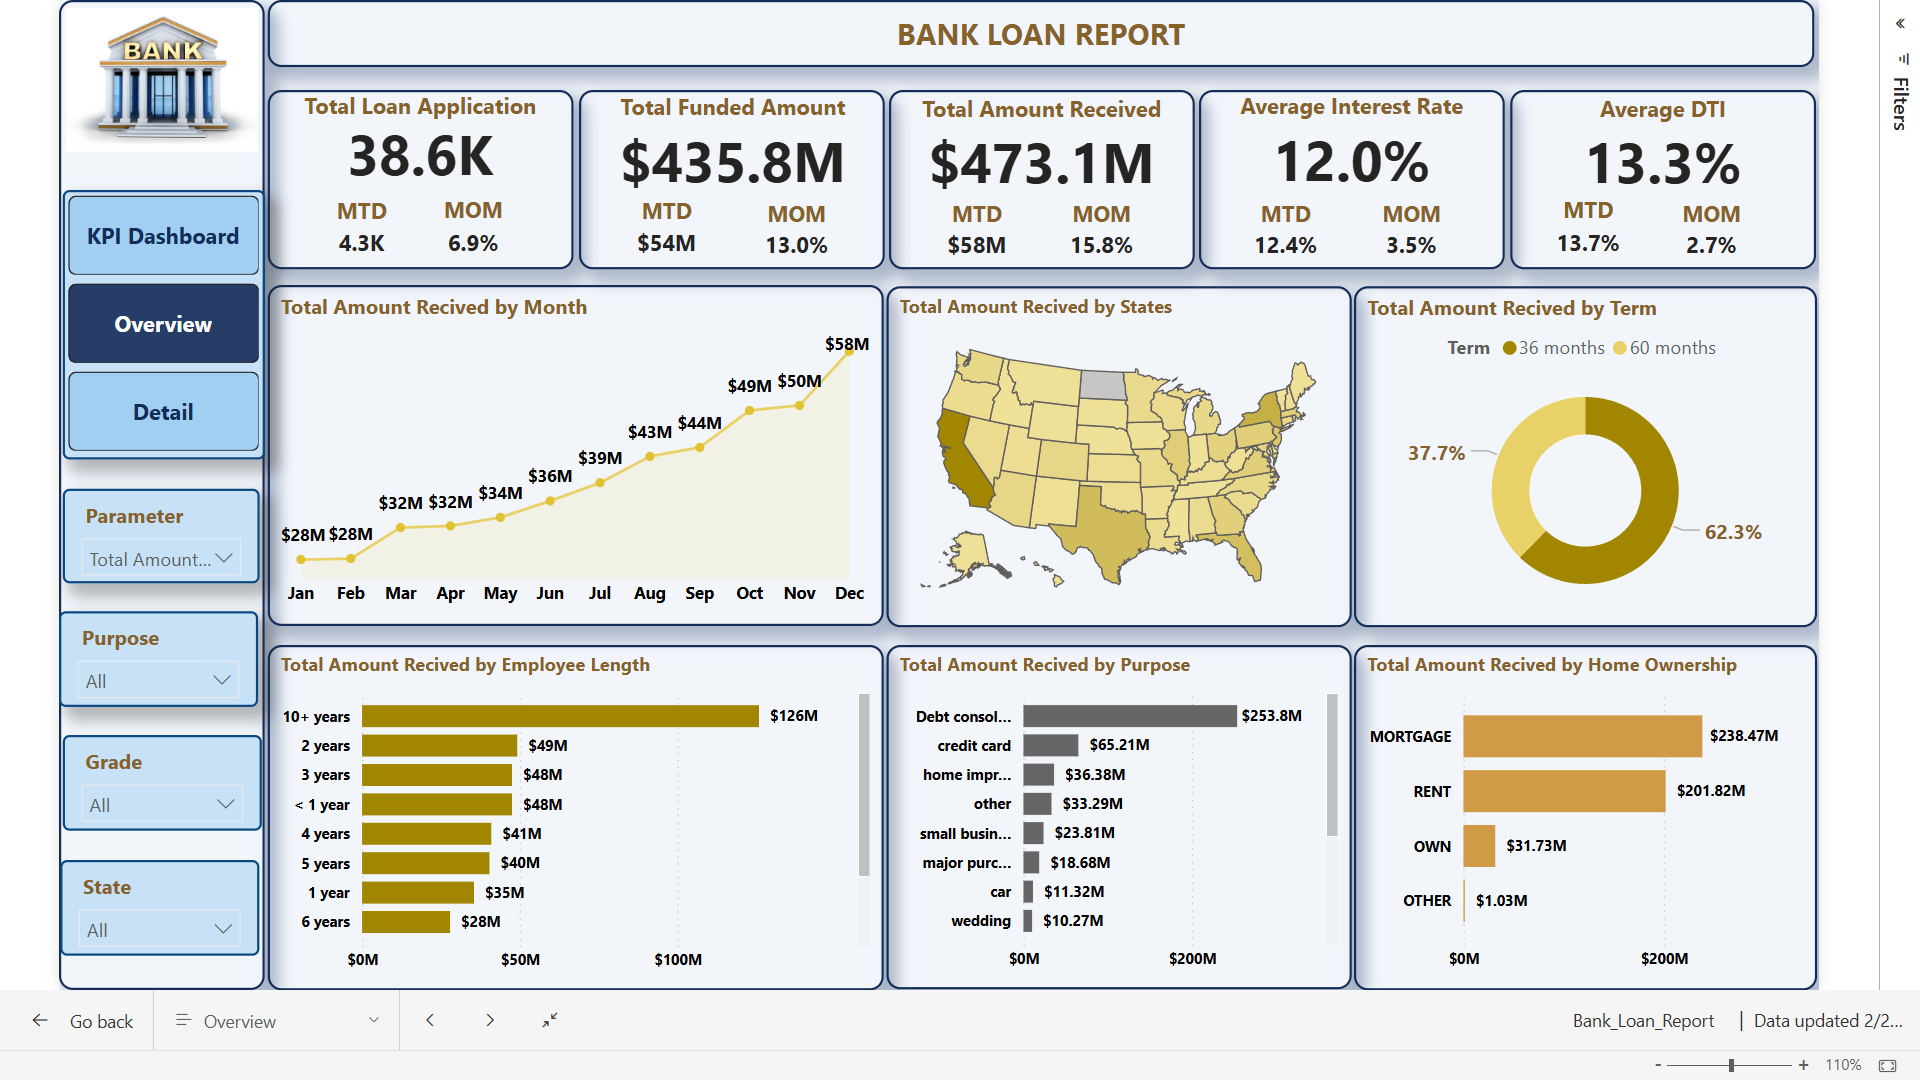 BANK
BANK LOAN REPORT
«
Filters
Total Loan Application
38.6K
MTD MOM
4.3K 6.9%
Total Funded Amount
$435.8M
MTD MOM
$54M 13.0%
Total Amount Received
$473.1M
MTD MOM
$58M 15.8%
Average Interest Rate
12.0%
MTD MOM
12.4% 3.5%
Average DTI
13.3%
MTD MOM
13.7% 2.7%
KPI Dashboard
Overview
Detail
Parameter
Total Amount...
Purpose
All
Grade
All
State
All
Total Amount Recived by Month
$28M $28M $32M $32M $34M $36M $39M $43M $44M $49M $50M $58M
Jan Feb Mar Apr May Jun Jul Aug Sep Oct Nov Dec
Total Amount Recived by States
Total Amount Recived by Term
Term 36 months 60 months
37.7%
62.3%
Total Amount Recived by Employee Length
10+ years $126M
2 years $49M
3 years $48M
< 1 year $48M
4 years $41M
5 years $40M
1 year $35M
6 years $28M
$0M $50M $100M
Total Amount Recived by Purpose
Debt consol... $253.8M
credit card $65.21M
home impr... $36.38M
other $33.29M
small busin... $23.81M
major purc... $18.68M
car $11.32M
wedding $10.27M
$0M $200M
Total Amount Recived by Home Ownership
MORTGAGE $238.47M
RENT $201.82M
OWN $31.73M
OTHER $1.03M
$0M $200M
Go back Overview Bank_Loan_Report | Data updated 2/2...
- + 110%